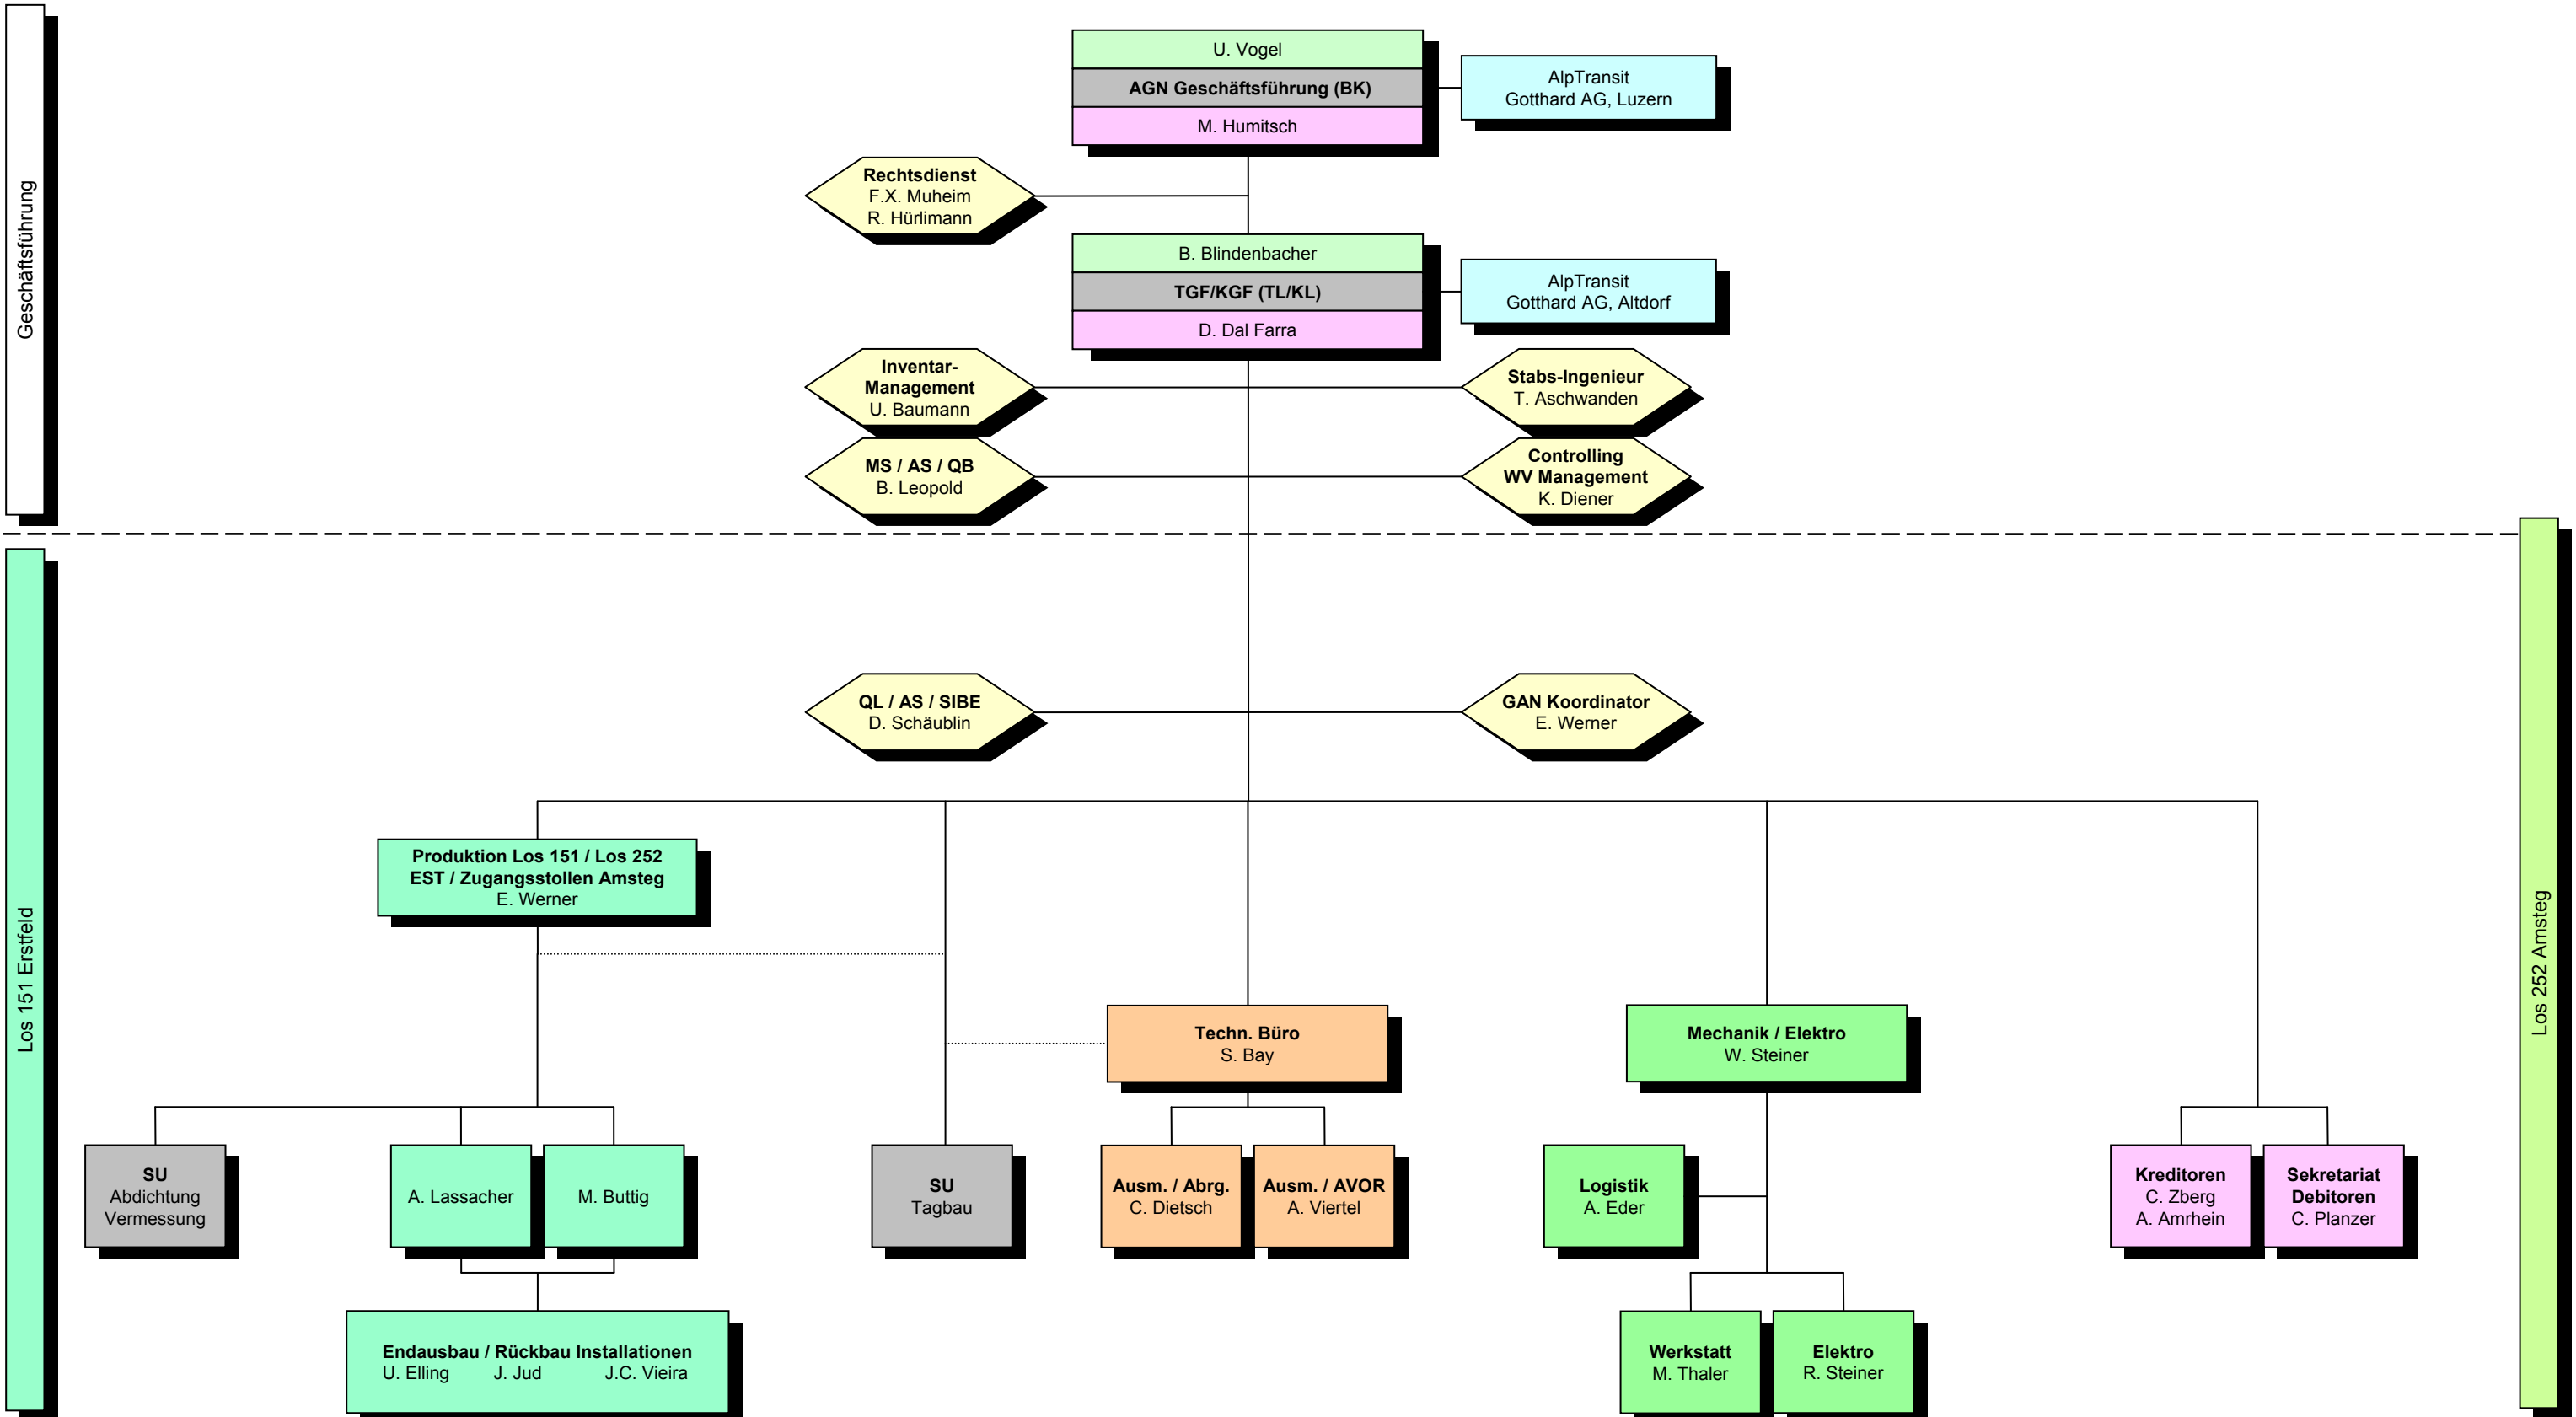 Geschäftsführung
U. Vogel
AGN Geschäftsführung (BK)
M. Humitsch
AlpTransit
Gotthard AG, Luzern
Rechtsdienst
F.X. Muheim
R. Hürlimann
B. Blindenbacher
TGF/KGF (TL/KL)
D. Dal Farra
AlpTransit
Gotthard AG, Altdorf
Inventar-
Management
U. Baumann
Stabs-Ingenieur
T. Aschwanden
MS / AS / QB
B. Leopold
Controlling
WV Management
K. Diener
Los 151 Erstfeld
Los 252 Amsteg
QL / AS / SIBE
D. Schäublin
GAN Koordinator
E. Werner
Produktion Los 151 / Los 252
EST / Zugangsstollen Amsteg
E. Werner
Techn. Büro
S. Bay
Mechanik / Elektro
W. Steiner
SU
Abdichtung
Vermessung
A. Lassacher
M. Buttig
SU
Tagbau
Ausm. / Abrg.
C. Dietsch
Ausm. / AVOR
A. Viertel
Logistik
A. Eder
Kreditoren
C. Zberg
A. Amrhein
Sekretariat
Debitoren
C. Planzer
Endausbau / Rückbau Installationen
U. Elling J. Jud J.C. Vieira
Werkstatt
M. Thaler
Elektro
R. Steiner